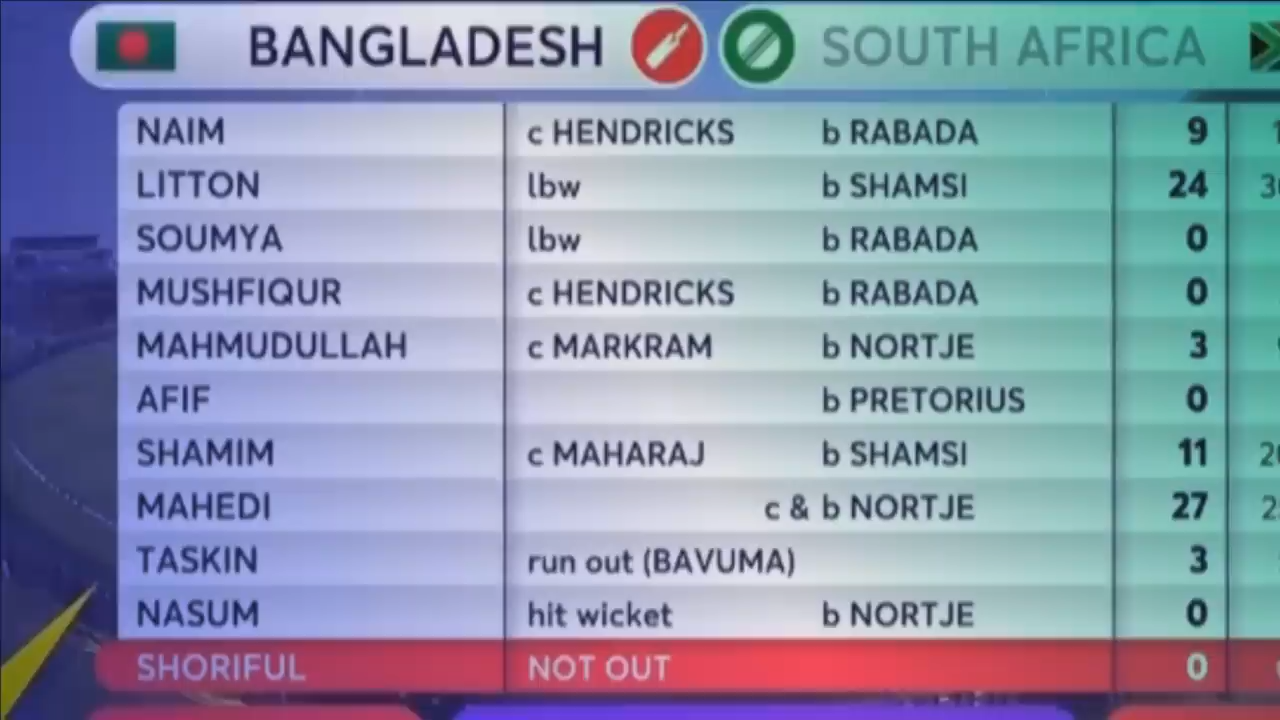 BANGLADESH SOUTH AFRICA
NAIM c HENDRICKS b RABADA 9
LITTON lbw b SHAMSI 24
SOUMYA lbw b RABADA 0
MUSHFIQUR c HENDRICKS b RABADA 0
MAHMUDULLAH c MARKRAM b NORTJE 3
AFIF b PRETORIUS 0
SHAMIM c MAHARAJ b SHAMSI 11
MAHEDI c & b NORTJE 27
TASKIN run out (BAVUMA) 3
NASUM hit wicket b NORTJE 0
SHORIFUL NOT OUT 0